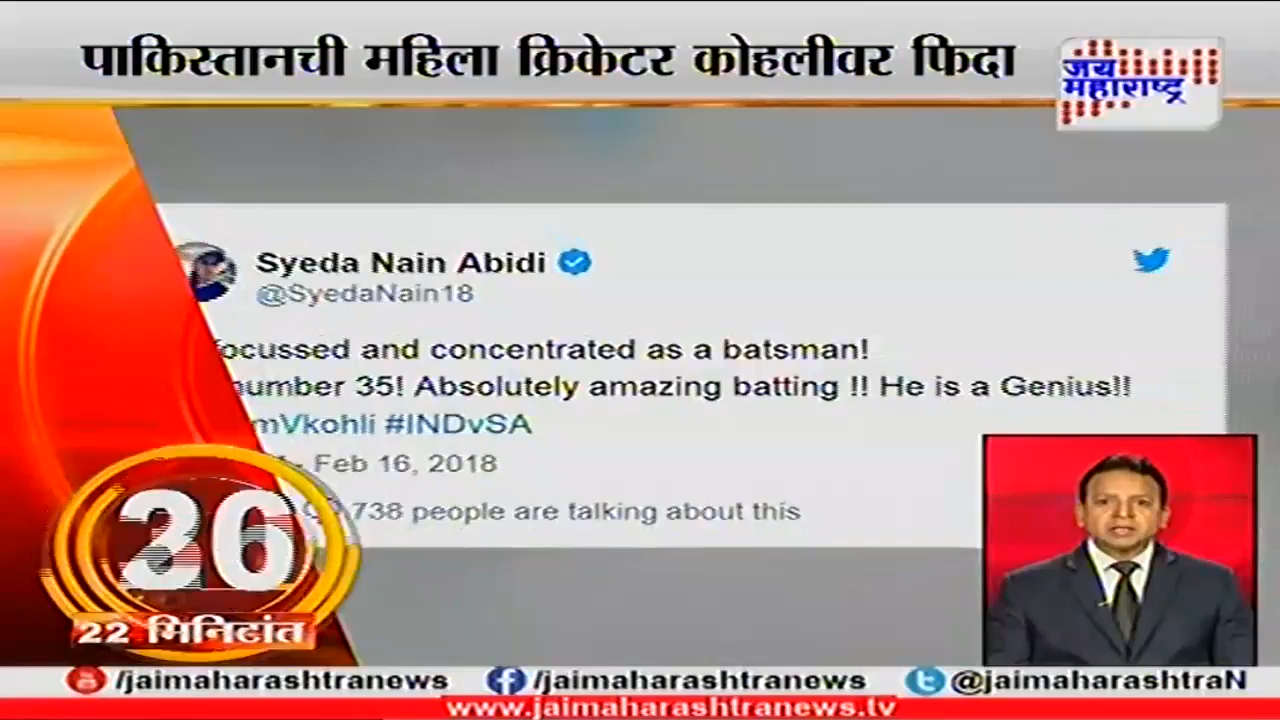 पाकिस्तानची महिला क्रिकेटर कोहलीवर फिदा
जय
महाराष्ट्र
Syeda Nain Abidi
@SyedaNain18
focussed and concentrated as a batsman!
number 35! Absolutely amazing batting !! He is a Genius!!
mVkohli #INDvSA
- Feb 16, 2018
738 people are talking about this
22 मिनिटांत
/jaimaharashtranews /jaimaharashtranews @jaimaharashtraN
www.jaimaharashtranews.tv